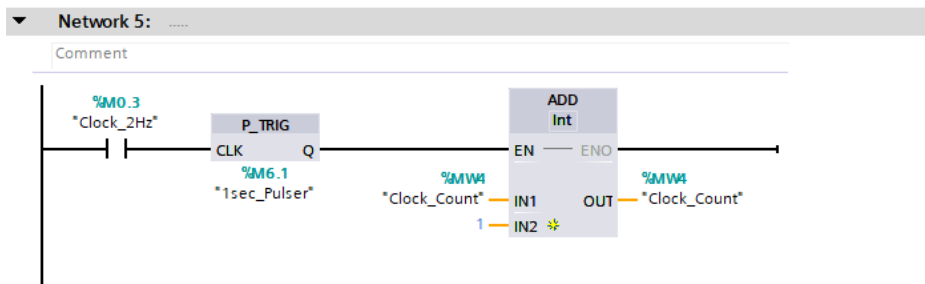 Network 5: .....
Comment
%M0.3
"Clock_2Hz"
P_TRIG
CLK Q
%M6.1
"1sec_Pulser"
ADD
Int
EN ENO
%MW4
"Clock_Count"
IN1
OUT
%MW4
"Clock_Count"
1
IN2